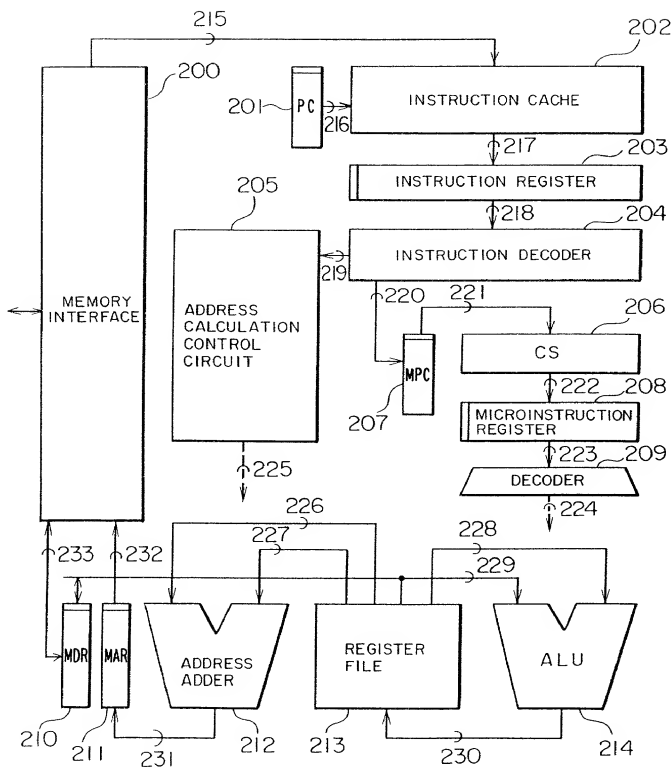 215
202
200
201
PC
216
INSTRUCTION CACHE
217
203
INSTRUCTION REGISTER
205
218
204
219
INSTRUCTION DECODER
220
221
MEMORY
INTERFACE
ADDRESS
CALCULATION
CONTROL
CIRCUIT
206
CS
MPC
207
222
208
MICROINSTRUCTION
REGISTER
223
209
DECODER
225
224
226
233
232
227
228
229
MDR
MAR
ADDRESS
ADDER
REGISTER
FILE
ALU
210
211
231
212
213
230
214